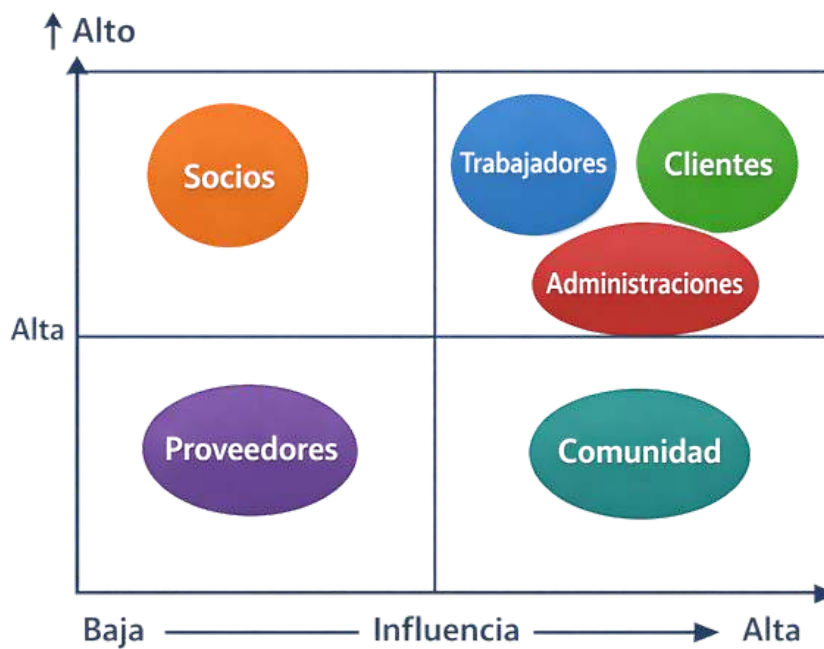 ↑ Alto
Socios
Trabajadores
Clientes
Administraciones
Alta
Proveedores
Comunidad
Baja Influencia Alta